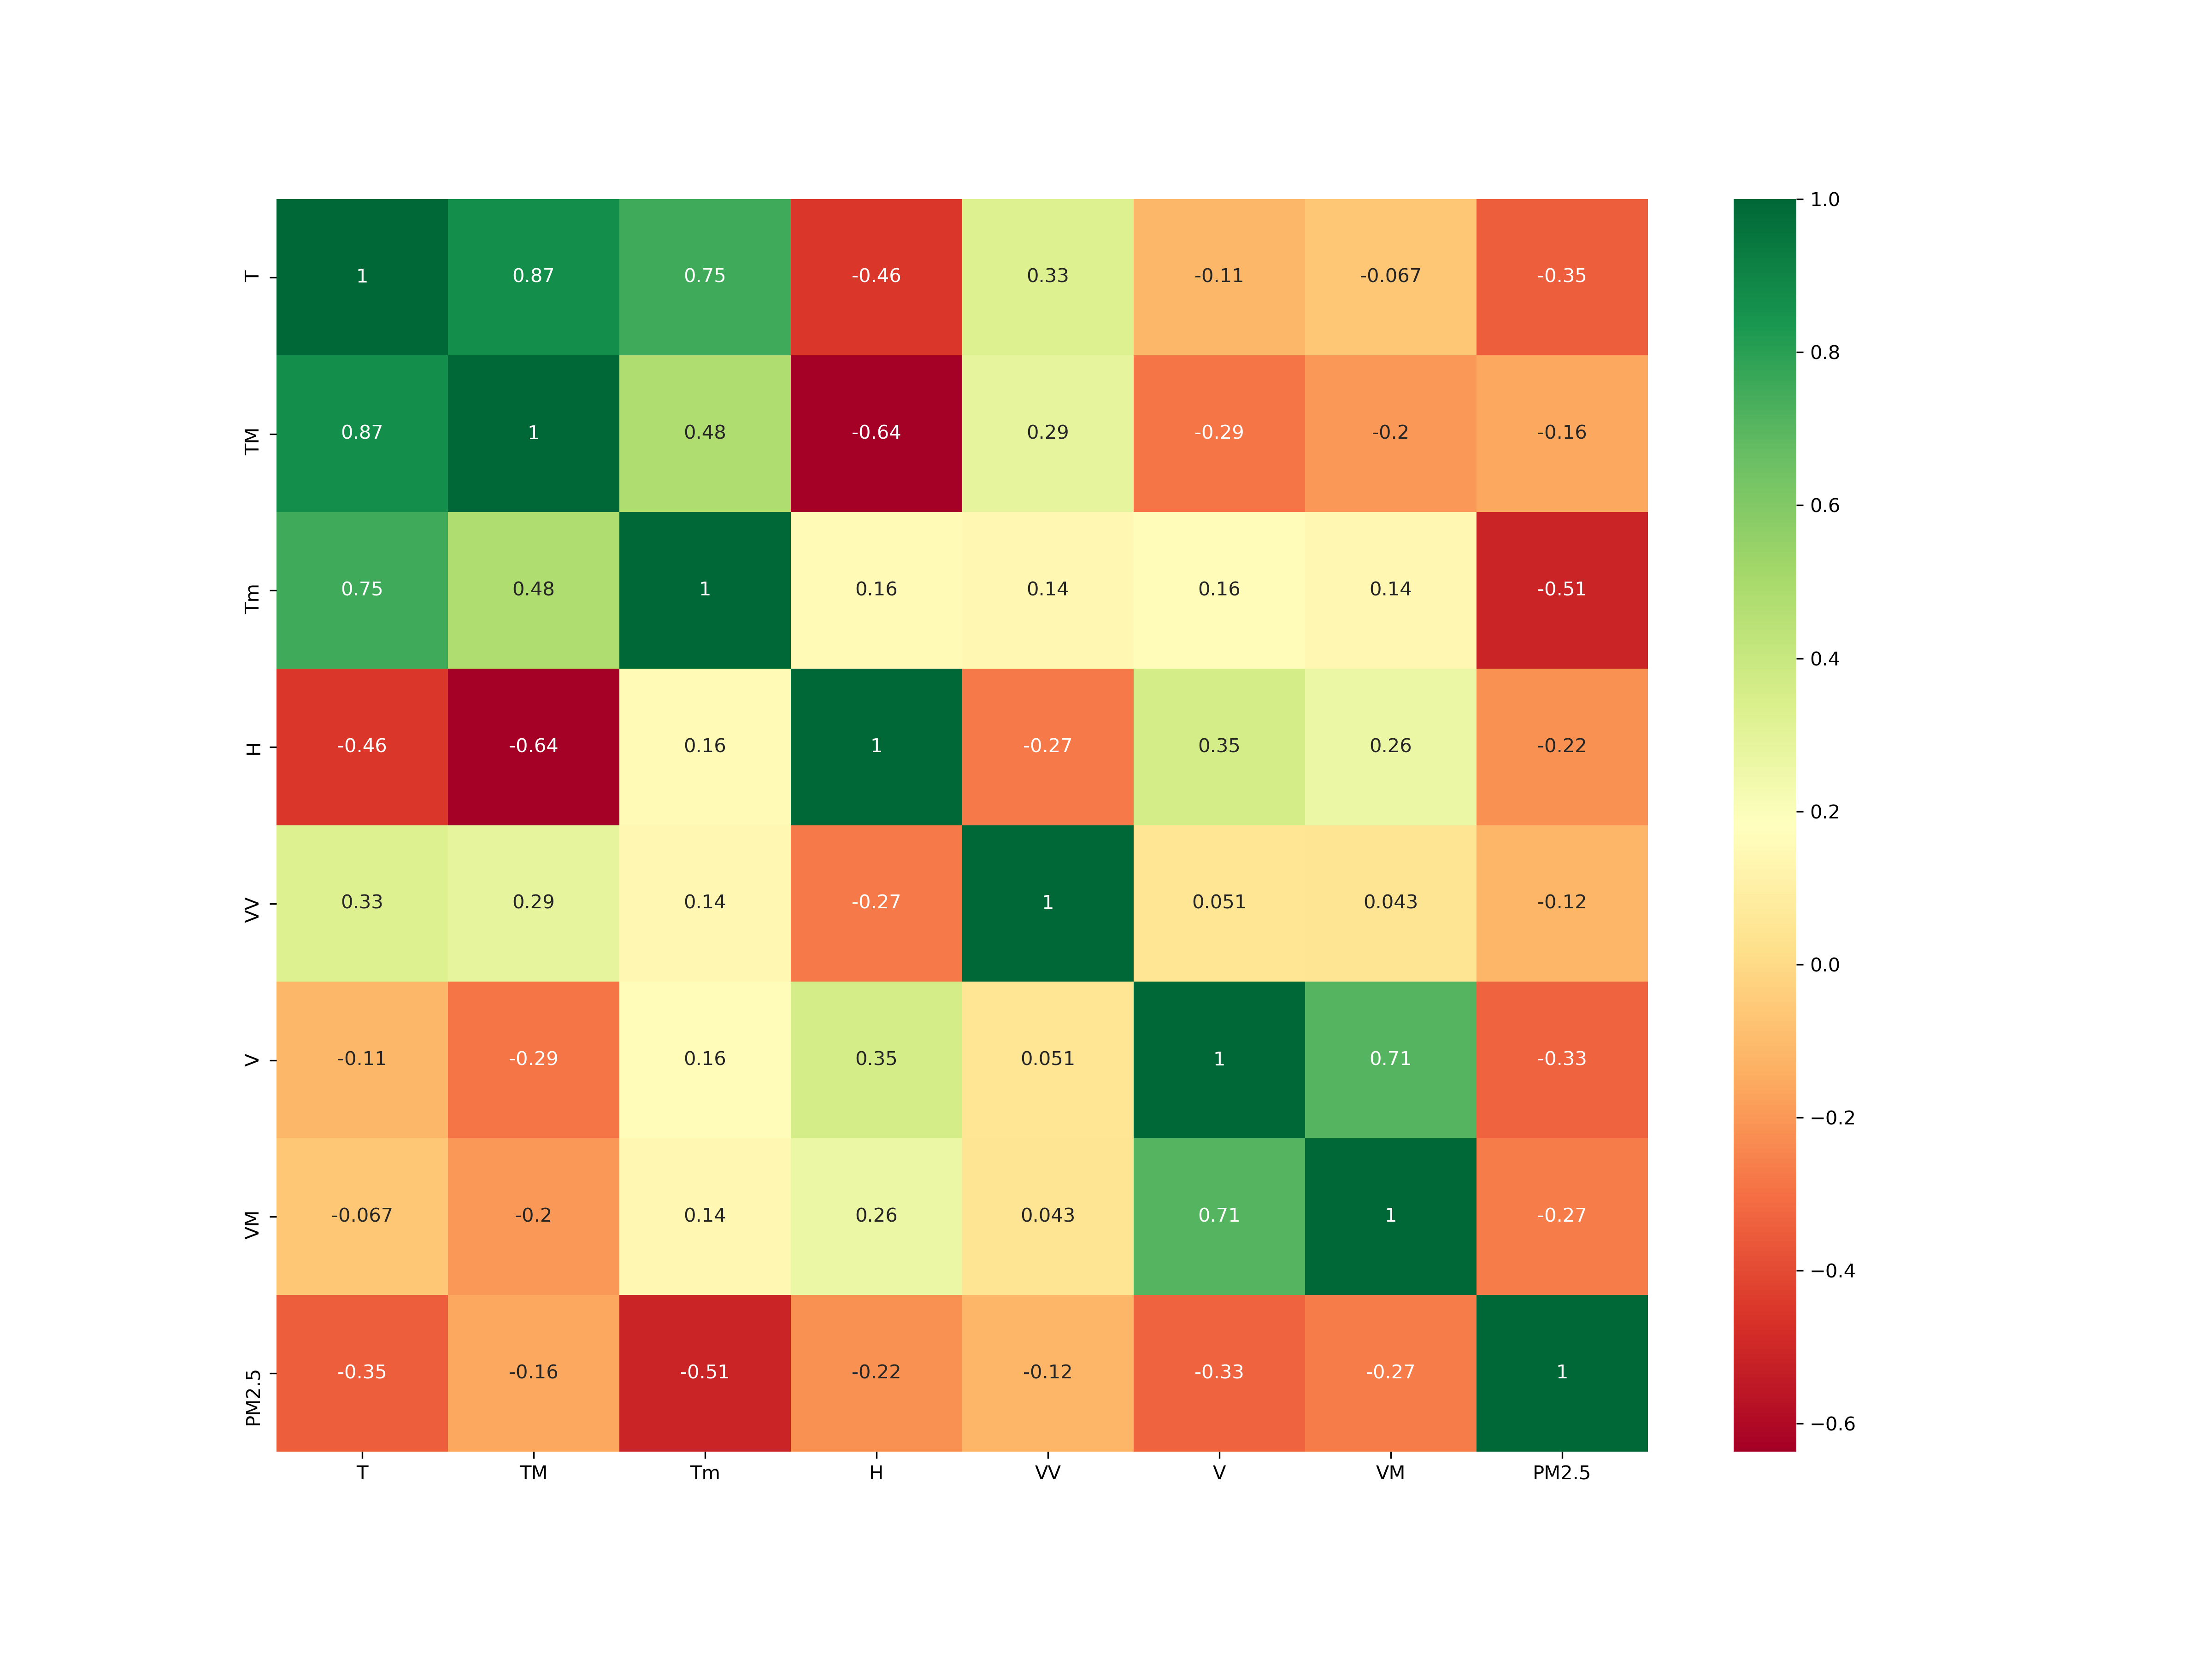 T 1 0.87 0.75 -0.46 0.33 -0.11 -0.067 -0.35
TM 0.87 1 0.48 -0.64 0.29 -0.29 -0.2 -0.16
Tm 0.75 0.48 1 0.16 0.14 0.16 0.14 -0.51
H -0.46 -0.64 0.16 1 -0.27 0.35 0.26 -0.22
VV 0.33 0.29 0.14 -0.27 1 0.051 0.043 -0.12
V -0.11 -0.29 0.16 0.35 0.051 1 0.71 -0.33
VM -0.067 -0.2 0.14 0.26 0.043 0.71 1 -0.27
PM2.5 -0.35 -0.16 -0.51 -0.22 -0.12 -0.33 -0.27 1
T TM Tm H VV V VM PM2.5
1.0
0.8
0.6
0.4
0.2
0.0
−0.2
−0.4
−0.6